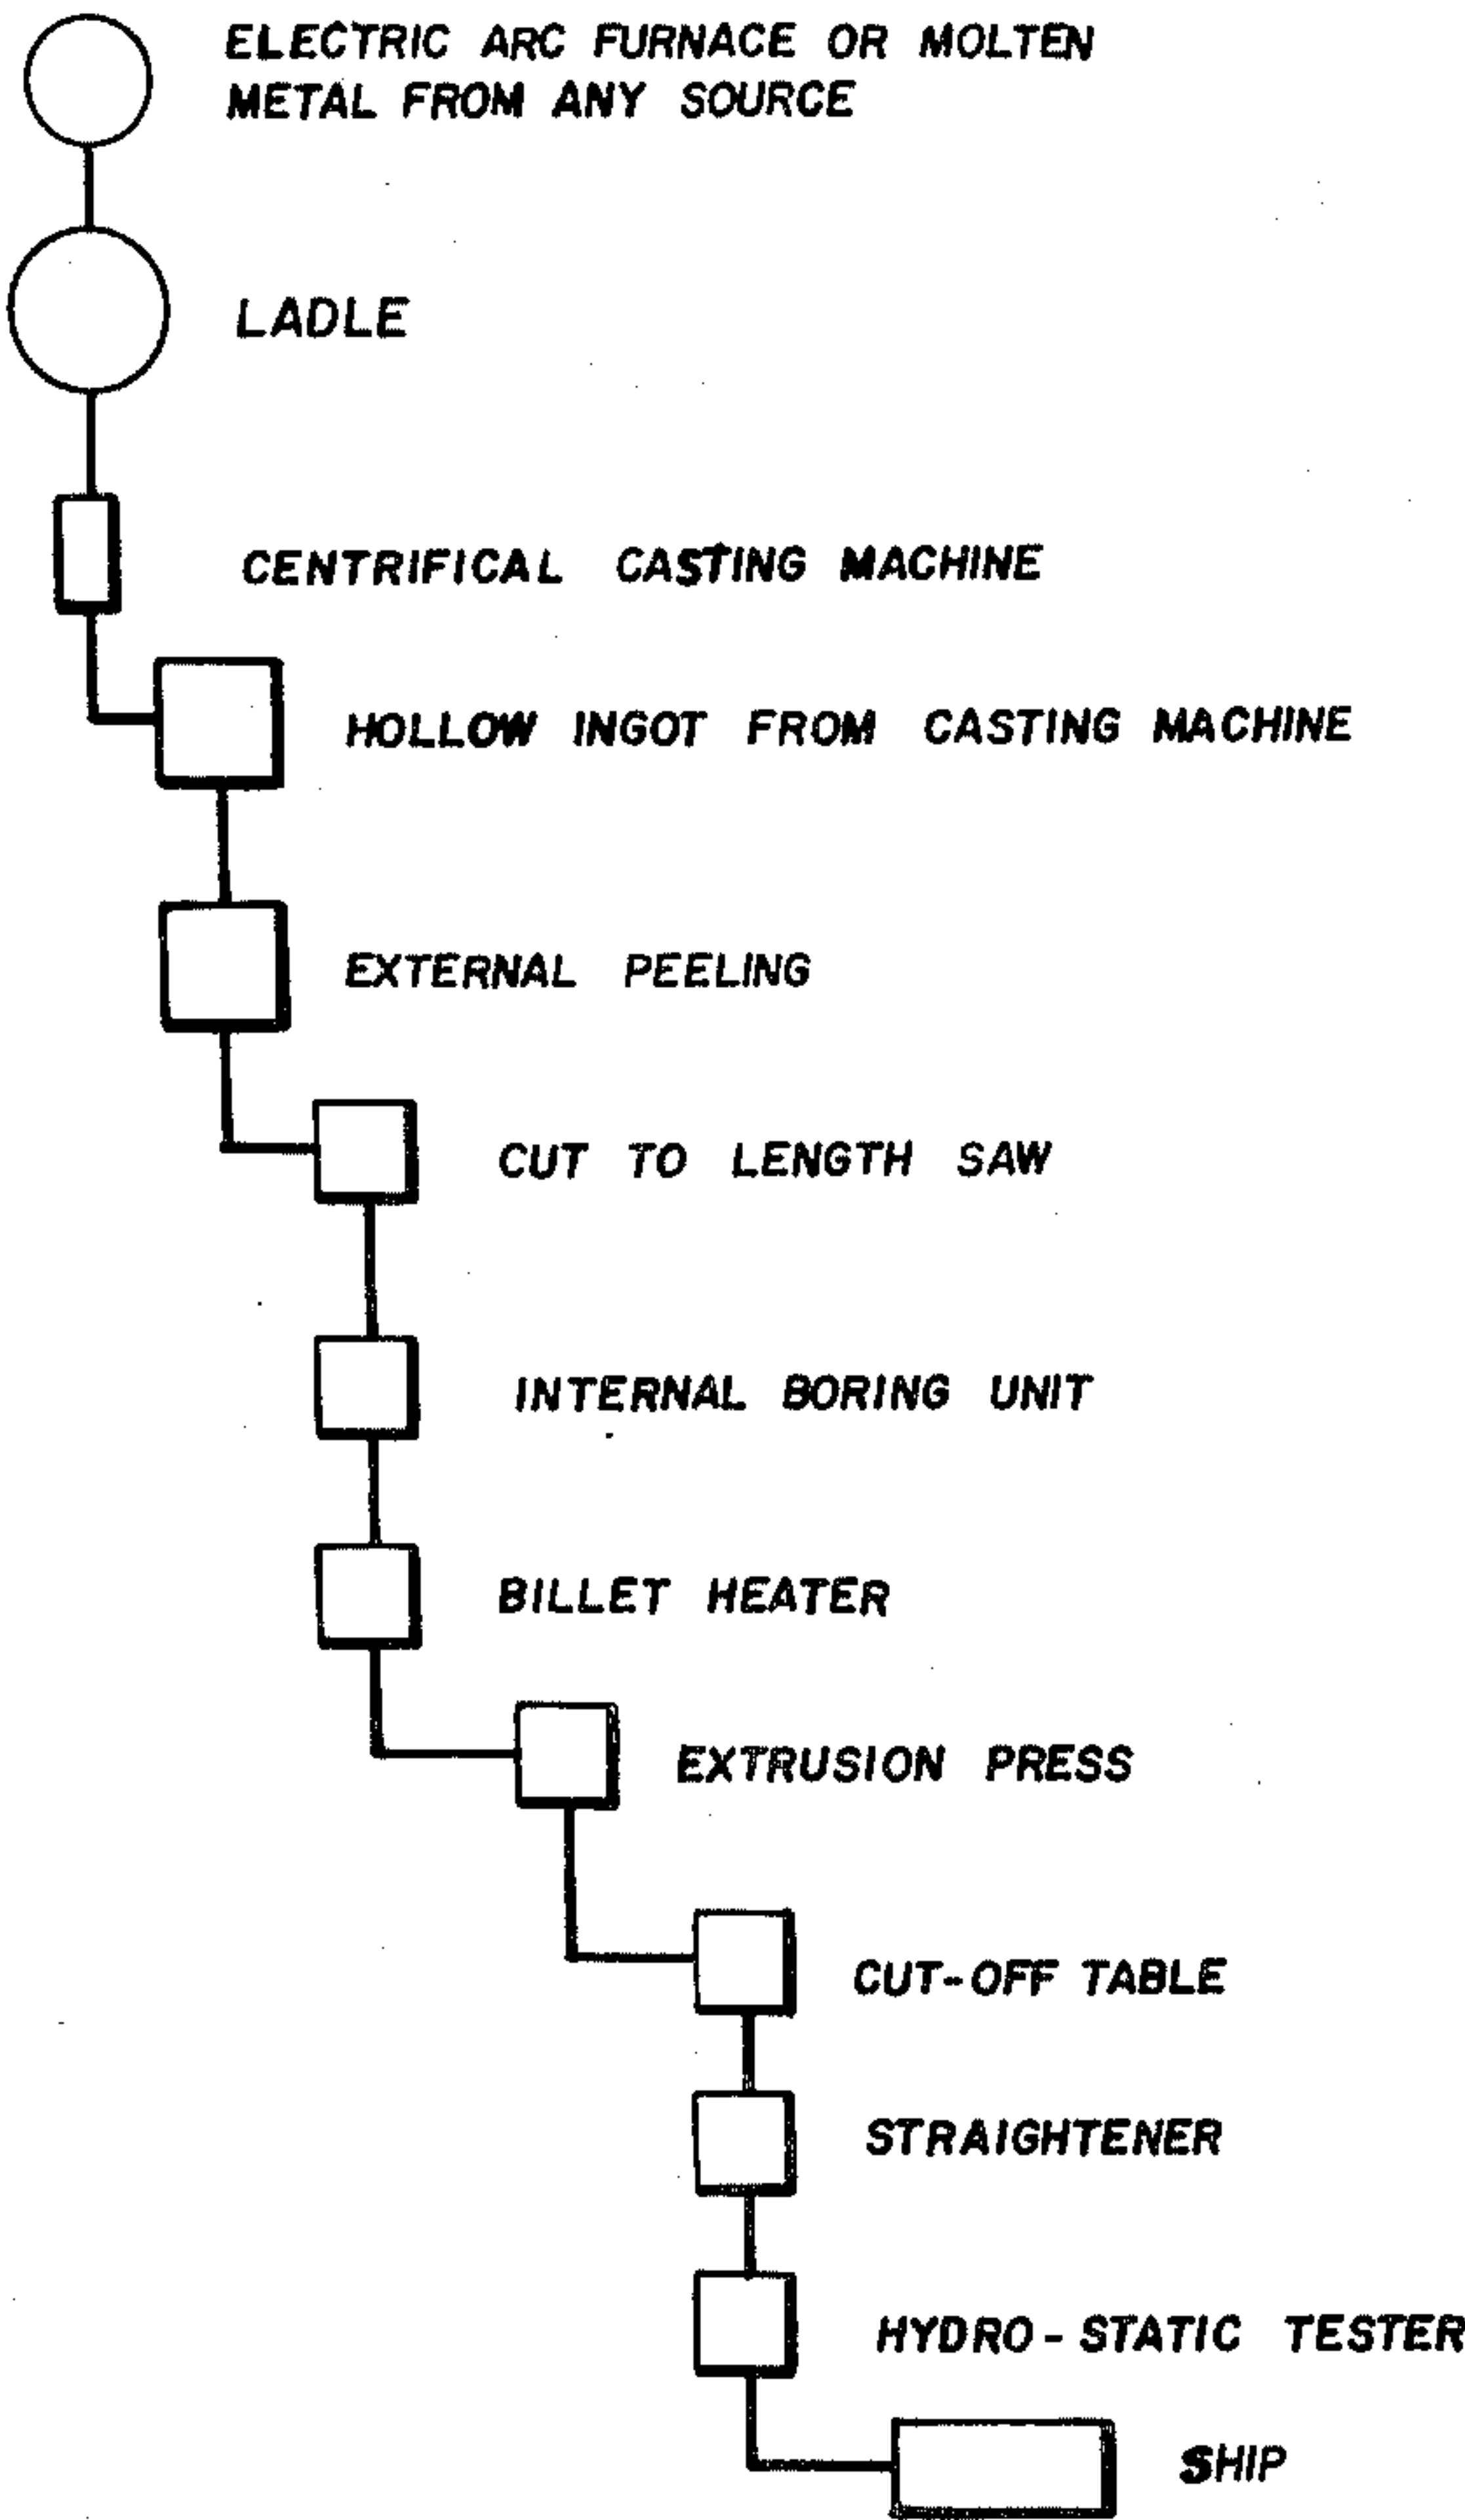 ELECTRIC ARC FURNACE OR MOLTEN
METAL FROM ANY SOURCE
LADLE
CENTRIFICAL CASTING MACHINE
HOLLOW INGOT FROM CASTING MACHINE
EXTERNAL PEELING
CUT TO LENGTH SAW
INTERNAL BORING UNIT
BILLET HEATER
EXTRUSION PRESS
CUT-OFF TABLE
STRAIGHTENER
HYDRO-STATIC TESTER
SHIP